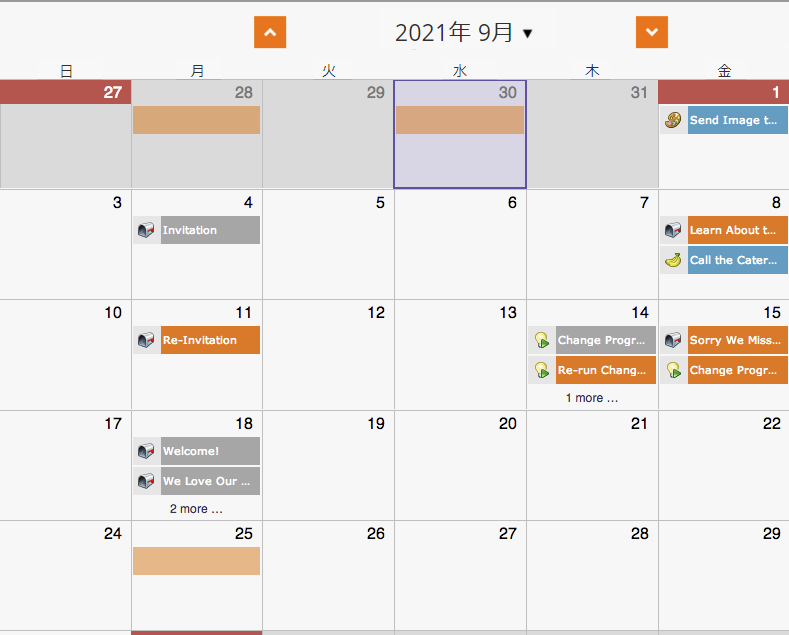 2021年 9月 ▼
日 月 火 水 木 金
27 28 29 30 31 1
Send Image t...
3 4 5 6 7 8
Invitation Learn About t...
Call the Cater...
10 11 12 13 14 15
Re-Invitation Change Progr... Sorry We Miss...
Re-run Chang... Change Progr...
1 more ...
17 18 19 20 21 22
Welcome!
We Love Our ...
2 more ...
24 25 26 27 28 29